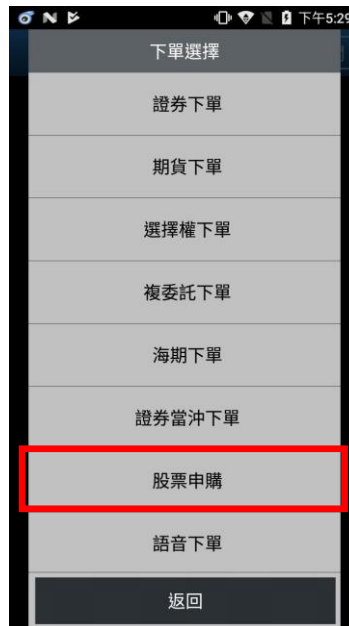 下午5:29
下單選擇
證券下單
期貨下單
選擇權下單
複委託下單
海期下單
證券當沖下單
股票申購
語音下單
返回